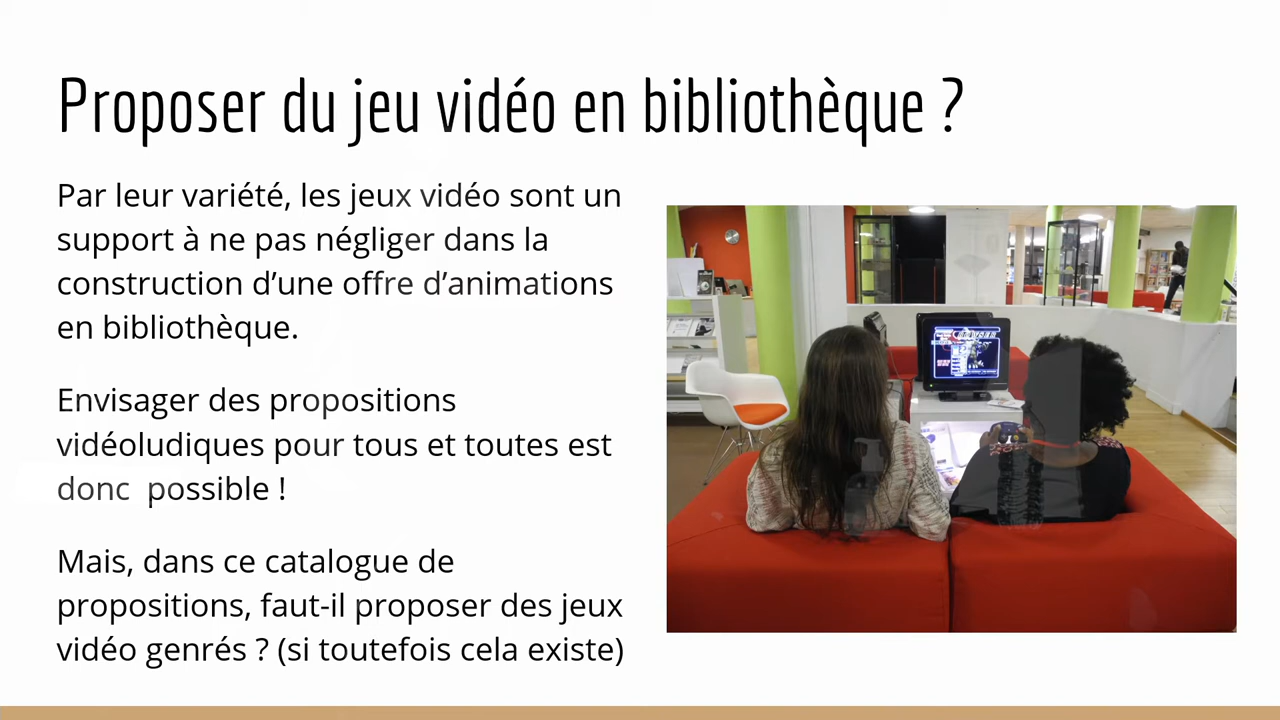 Proposer du jeu vidéo en bibliothèque ?
Par leur variété, les jeux vidéo sont un
support à ne pas négliger dans la
construction d’une offre d’animations
en bibliothèque.
Envisager des propositions
vidéoludiques pour tous et toutes est
donc  possible !
Mais, dans ce catalogue de
propositions, faut-il proposer des jeux
vidéo genrés ? (si toutefois cela existe)